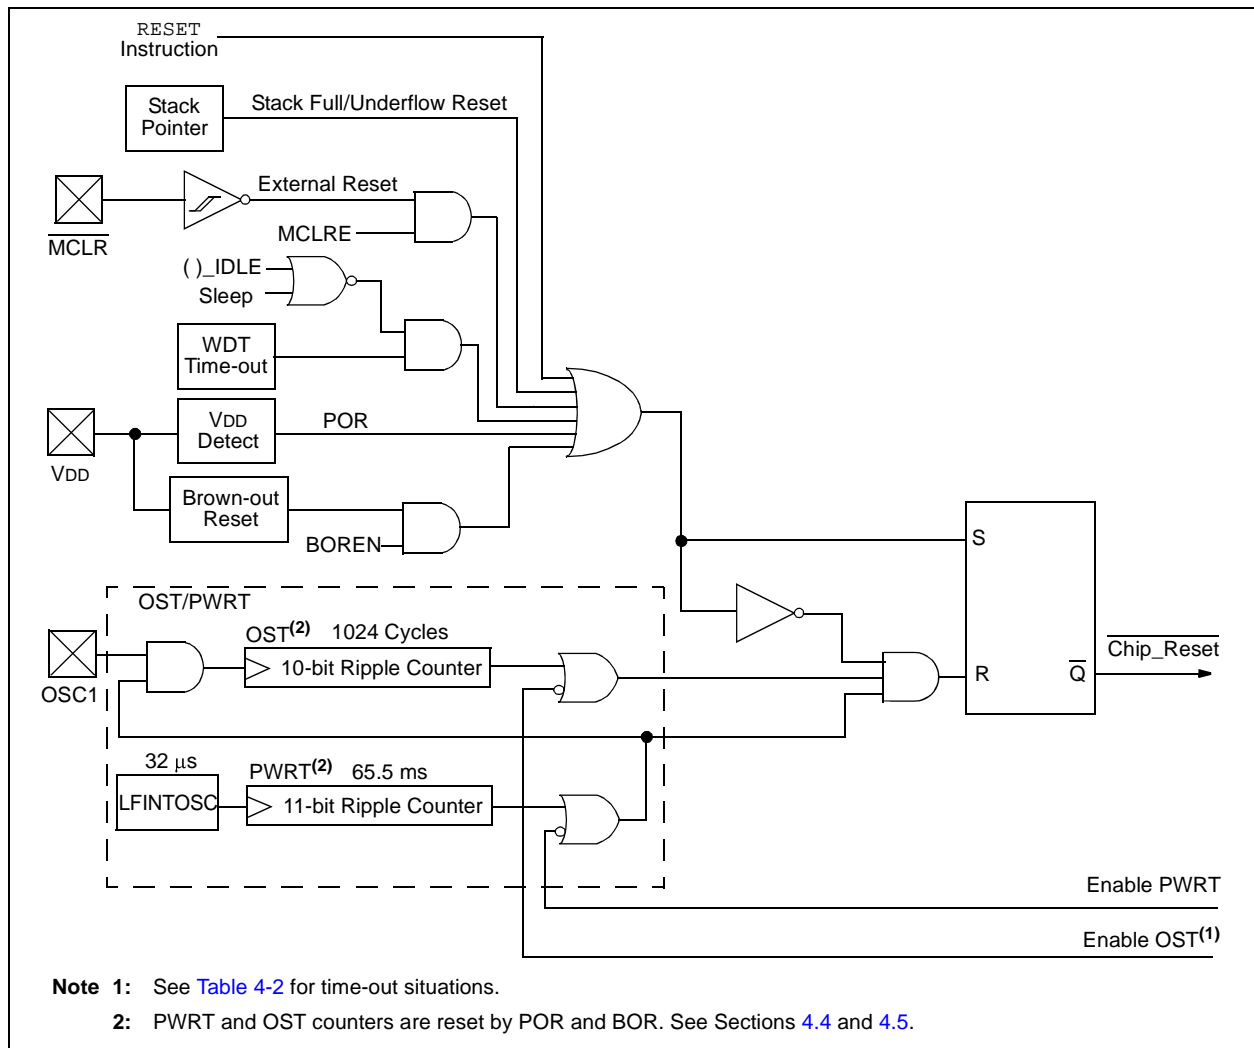 RESET
Instruction
Stack
Pointer
Stack Full/Underflow Reset
External Reset
MCLR
MCLRE
( )_IDLE
Sleep
WDT
Time-out
VDD
Detect
POR
VDD
Brown-out
Reset
BOREN
S
OST/PWRT
OST(2) 1024 Cycles
10-bit Ripple Counter
OSC1
Chip_Reset
R
Q
32 μs
LFINTOSC
PWRT(2) 65.5 ms
11-bit Ripple Counter
Enable PWRT
Enable OST(1)
Note 1: See Table 4-2 for time-out situations.
2: PWRT and OST counters are reset by POR and BOR. See Sections 4.4 and 4.5.